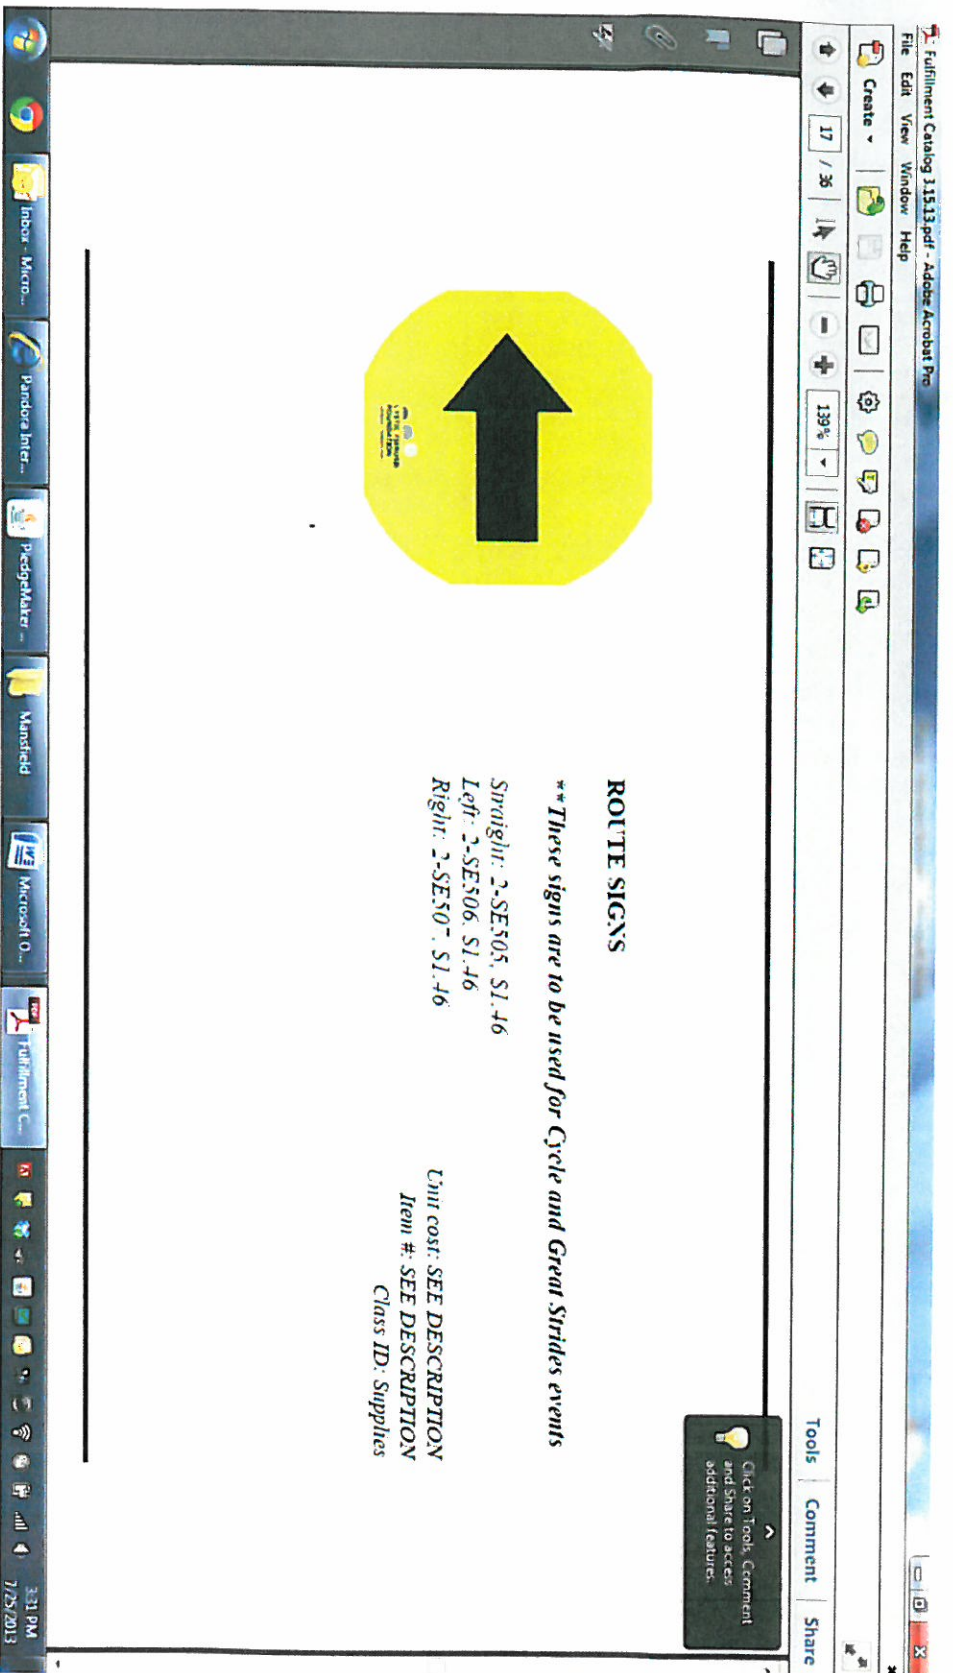 Fulfillment Catalog 3.15.13.pdf - Adobe Acrobat Pro
File Edit View Window Help
Create
17 / 36
139%
Tools Comment Share
Click on Tools, Comment
and Share to access
additional features.
ROUTE SIGNS
**These signs are to be used for Cycle and Great Strides events
Straight: 2-SE505, $1.46
Left: 2-SE506, $1.46
Right: 2-SE507, $1.46
Unit cost: SEE DESCRIPTION
Item #: SEE DESCRIPTION
Class ID: Supplies
CYSTIC FIBROSIS
FOUNDATION
Inbox - Micro...
Pandora Inter...
PledgeMaker ...
Mansfield
Microsoft O...
Fulfillment C...
3:31 PM
7/25/2013